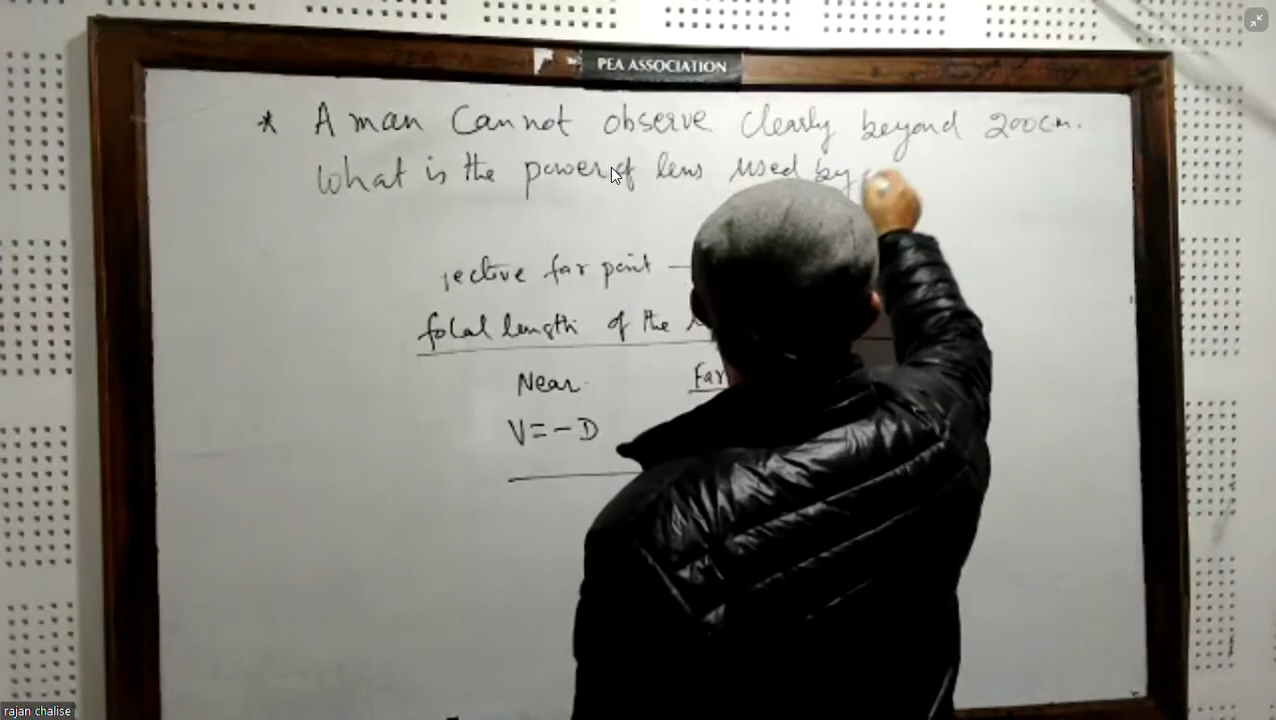 PEA ASSOCIATION
* A man Cannot observe clearly beyond 200cm.
What is the power of lens used by
jective far point —
focal length of the
Near Far
V = - D
rajan chalise